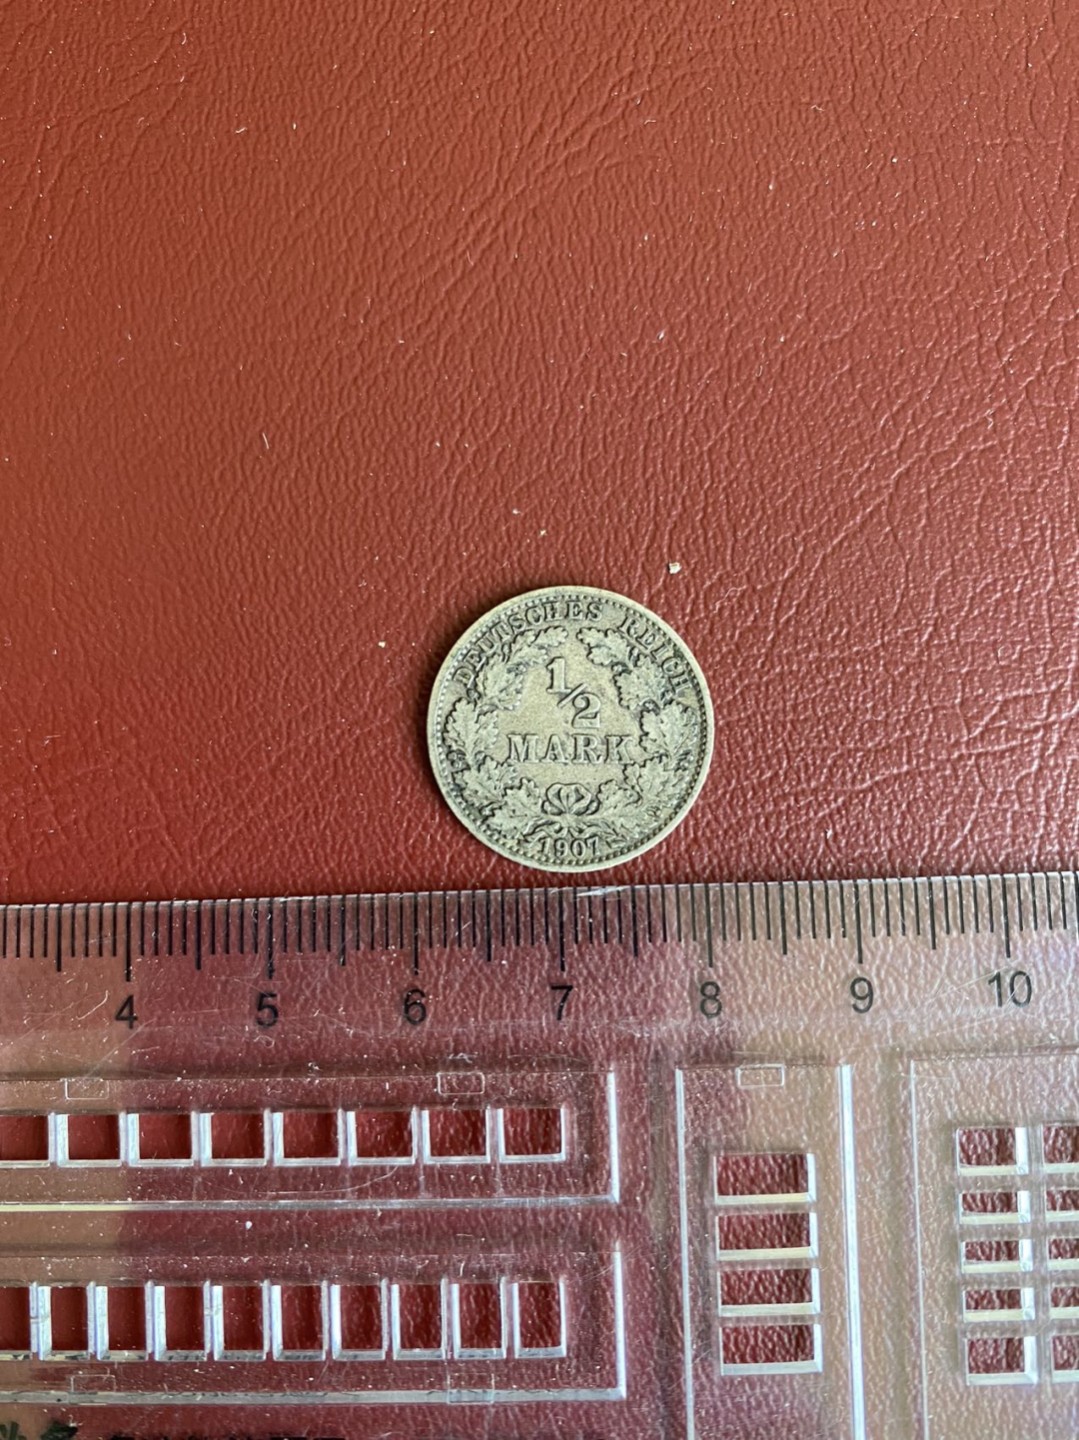 DEUTSCHES REICH
1/2
MARK
1907
4 5 6 7 8 9 10